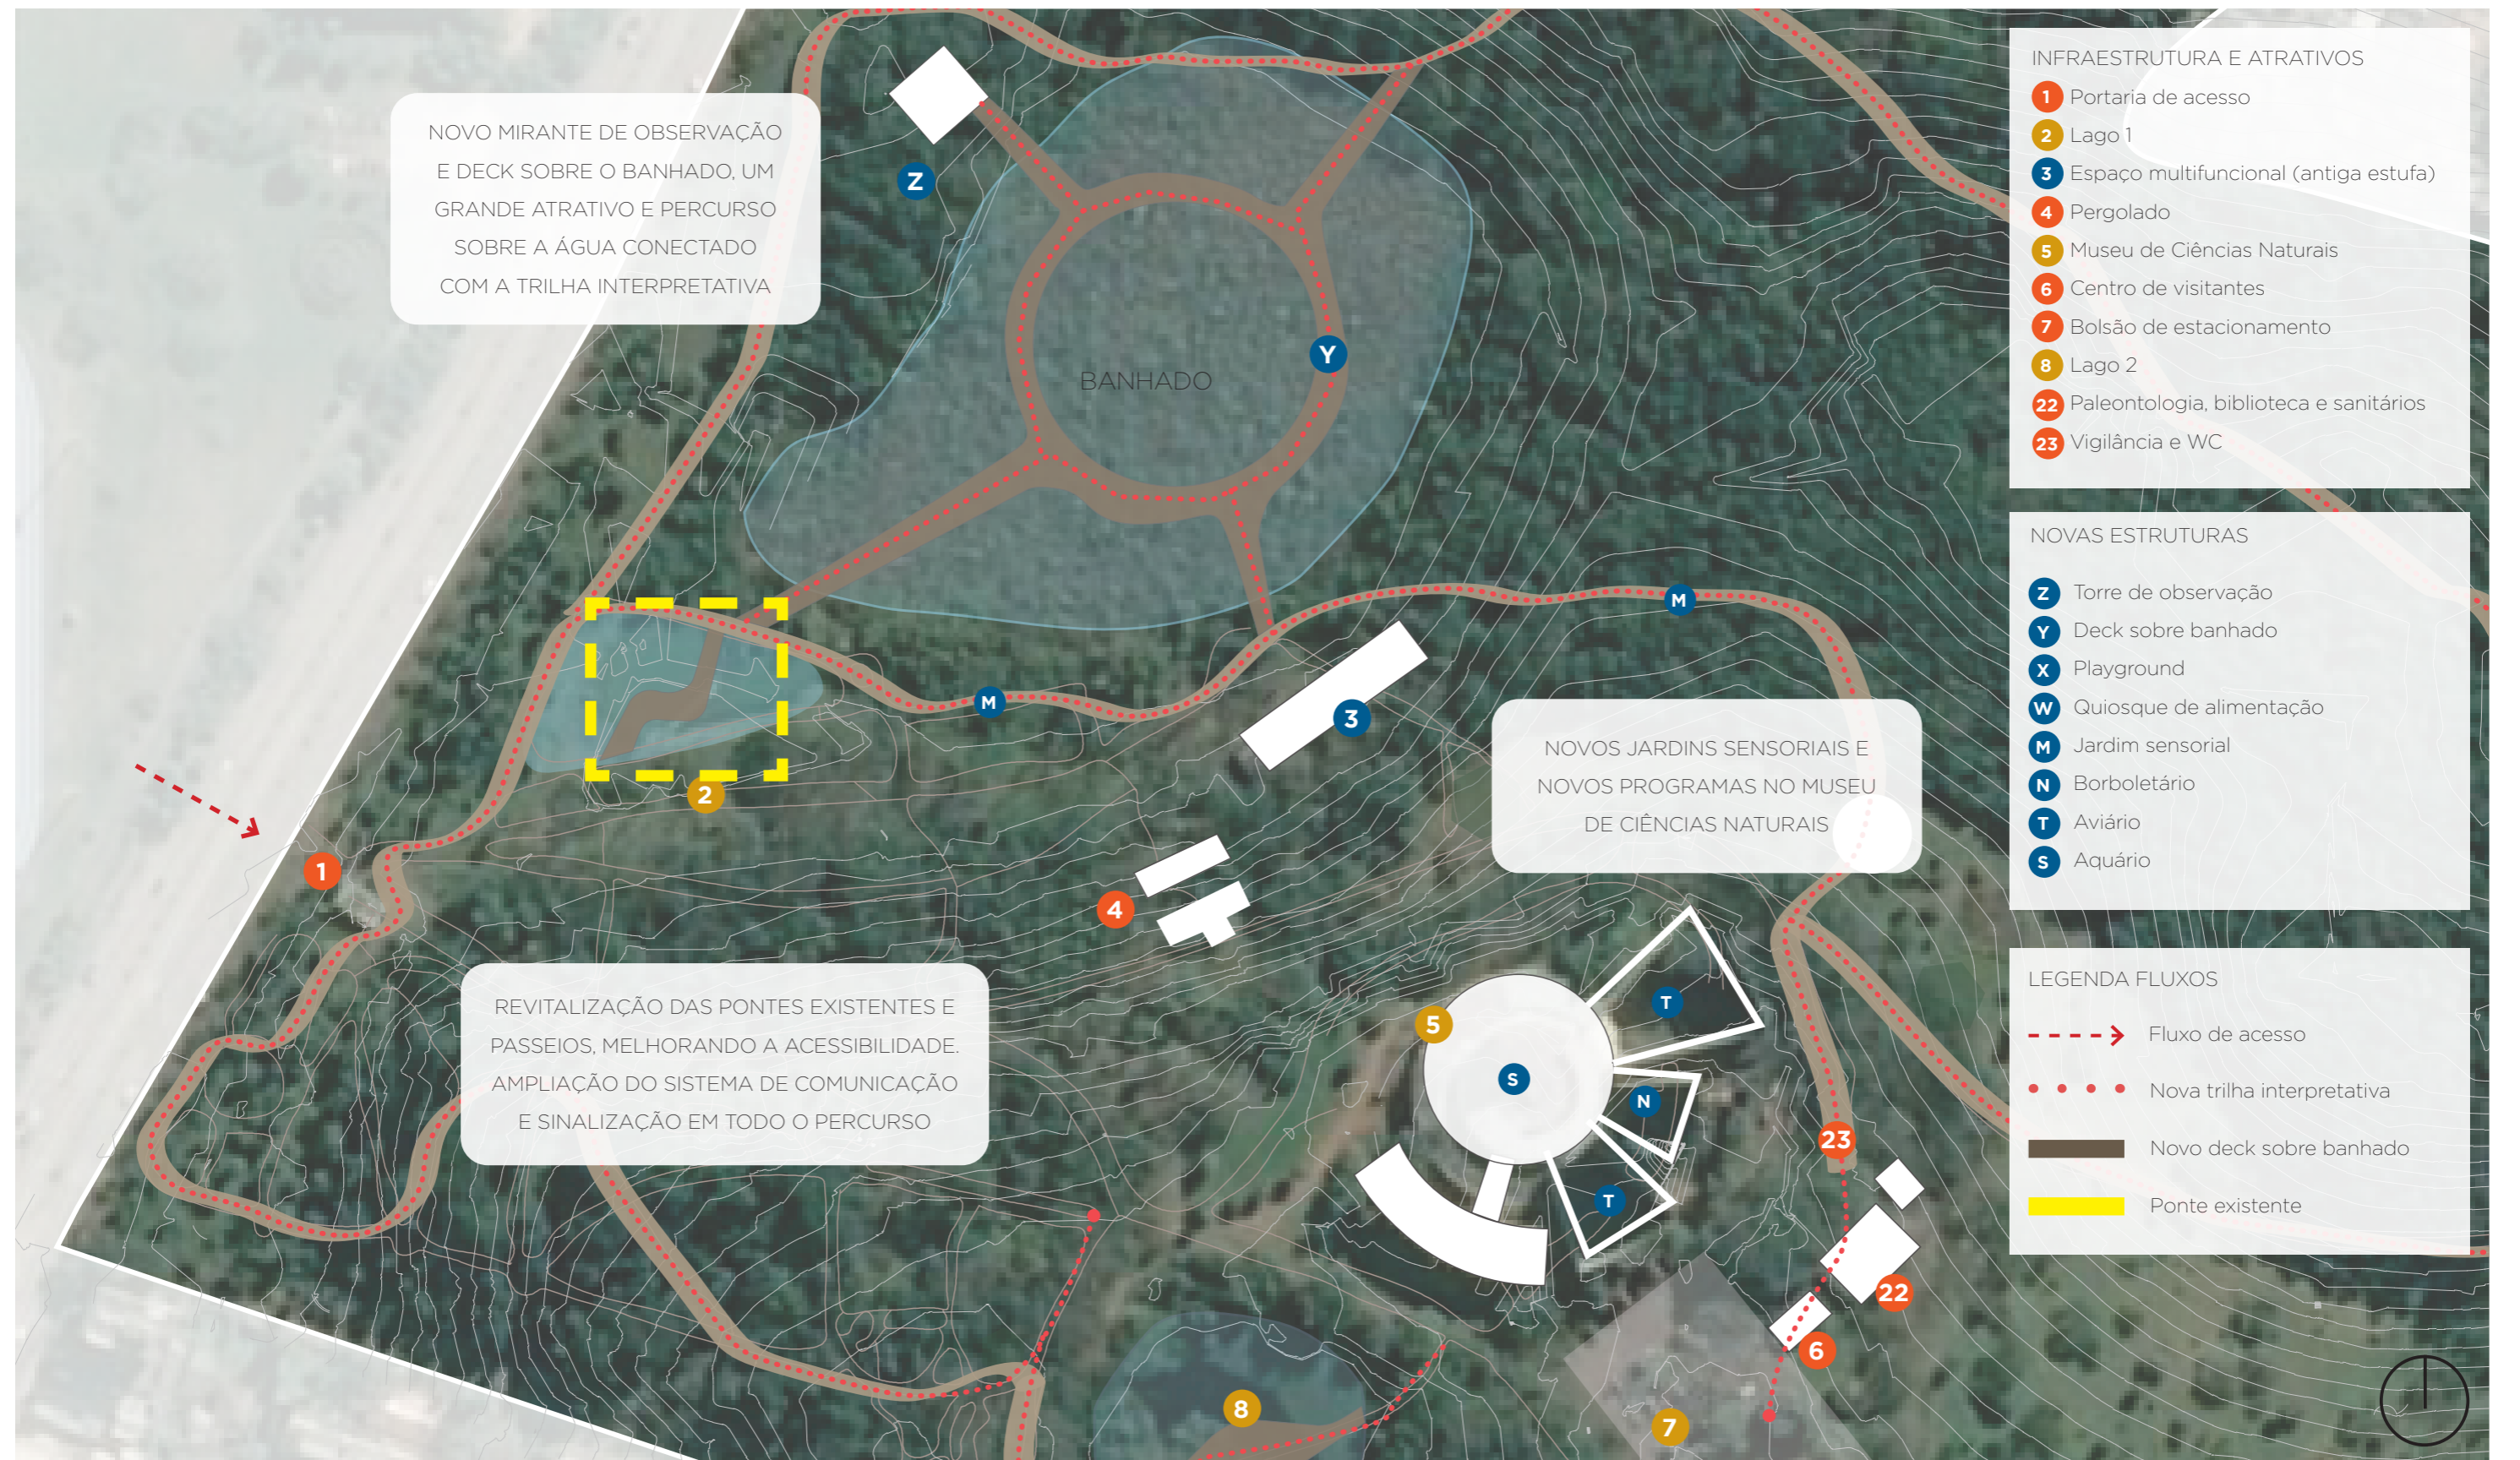 NOVO MIRANTE DE OBSERVAÇÃO
E DECK SOBRE O BANHADO, UM
GRANDE ATRATIVO E PERCURSO
SOBRE A ÁGUA CONECTADO
COM A TRILHA INTERPRETATIVA
Z
Y
BANHADO
M
M
3
2
1
4
NOVOS JARDINS SENSORIAIS E
NOVOS PROGRAMAS NO MUSEU
DE CIÊNCIAS NATURAIS
REVITALIZAÇÃO DAS PONTES EXISTENTES E
PASSEIOS, MELHORANDO A ACESSIBILIDADE.
AMPLIAÇÃO DO SISTEMA DE COMUNICAÇÃO
E SINALIZAÇÃO EM TODO O PERCURSO
T
5
S
N
T
23
22
6
8
7
INFRAESTRUTURA E ATRATIVOS
1 Portaria de acesso
2 Lago 1
3 Espaço multifuncional (antiga estufa)
4 Pergolado
5 Museu de Ciências Naturais
6 Centro de visitantes
7 Bolsão de estacionamento
8 Lago 2
22 Paleontologia, biblioteca e sanitários
23 Vigilância e WC
NOVAS ESTRUTURAS
Z Torre de observação
Y Deck sobre banhado
X Playground
W Quiosque de alimentação
M Jardim sensorial
N Borboletário
T Aviário
S Aquário
LEGENDA FLUXOS
Fluxo de acesso
Nova trilha interpretativa
Novo deck sobre banhado
Ponte existente